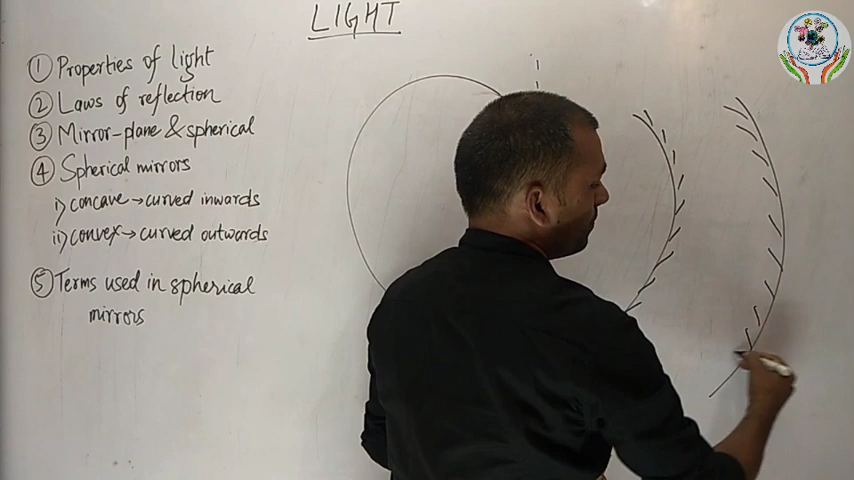 LIGHT
① Properties of light
② Laws of reflection
③ Mirror-plane & spherical
④ Spherical mirrors
i) concave → curved inwards
ii) convex → curved outwards
⑤ Terms used in spherical
mirrors